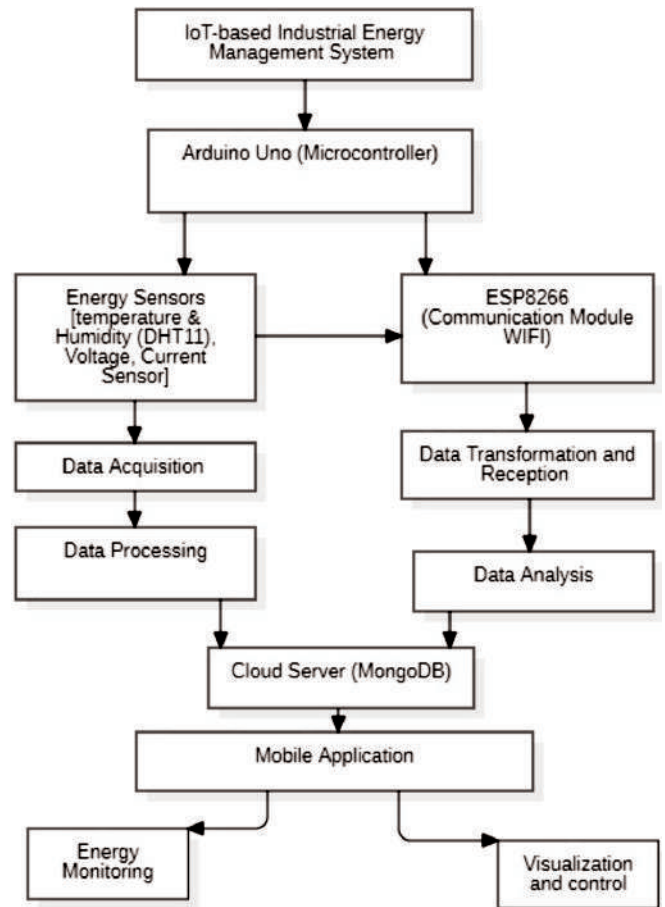 IoT-based Industrial Energy
Management System
Arduino Uno (Microcontroller)
Energy Sensors
[temperature &
Humidity (DHT11),
Voltage, Current
Sensor]
ESP8266
(Communication Module
WIFI)
Data Acquisition
Data Transformation and
Reception
Data Processing
Data Analysis
Cloud Server (MongoDB)
Mobile Application
Energy
Monitoring
Visualization
and control